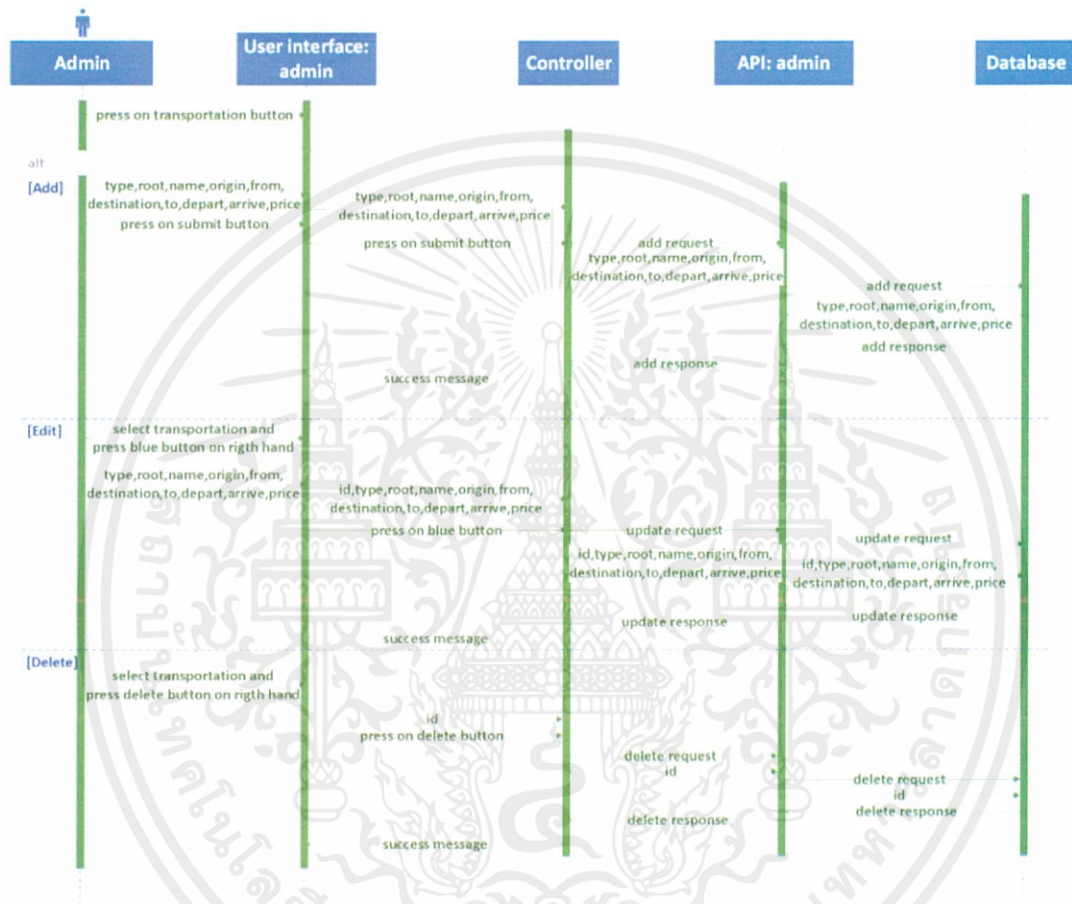 Admin
User interface:
admin
Controller
API: admin
Database
press on transportation button
alt
[Add]
type,root,name,origin,from,
destination,to,depart,arrive,price
type,root,name,origin,from,
destination,to,depart,arrive,price
press on submit button
press on submit button
add request
type,root,name,origin,from,
destination,to,depart,arrive,price
add request
type,root,name,origin,from,
destination,to,depart,arrive,price
add response
add response
success message
[Edit]
select transportation and
press blue button on rigth hand
type,root,name,origin,from,
destination,to,depart,arrive,price
id,type,root,name,origin,from,
destination,to,depart,arrive,price
press on blue button
update request
update request
id,type,root,name,origin,from,
destination,to,depart,arrive,price
id,type,root,name,origin,from,
destination,to,depart,arrive,price
update response
update response
success message
[Delete]
select transportation and
press delete button on rigth hand
id
press on delete button
delete request
id
delete request
id
delete response
delete response
success message